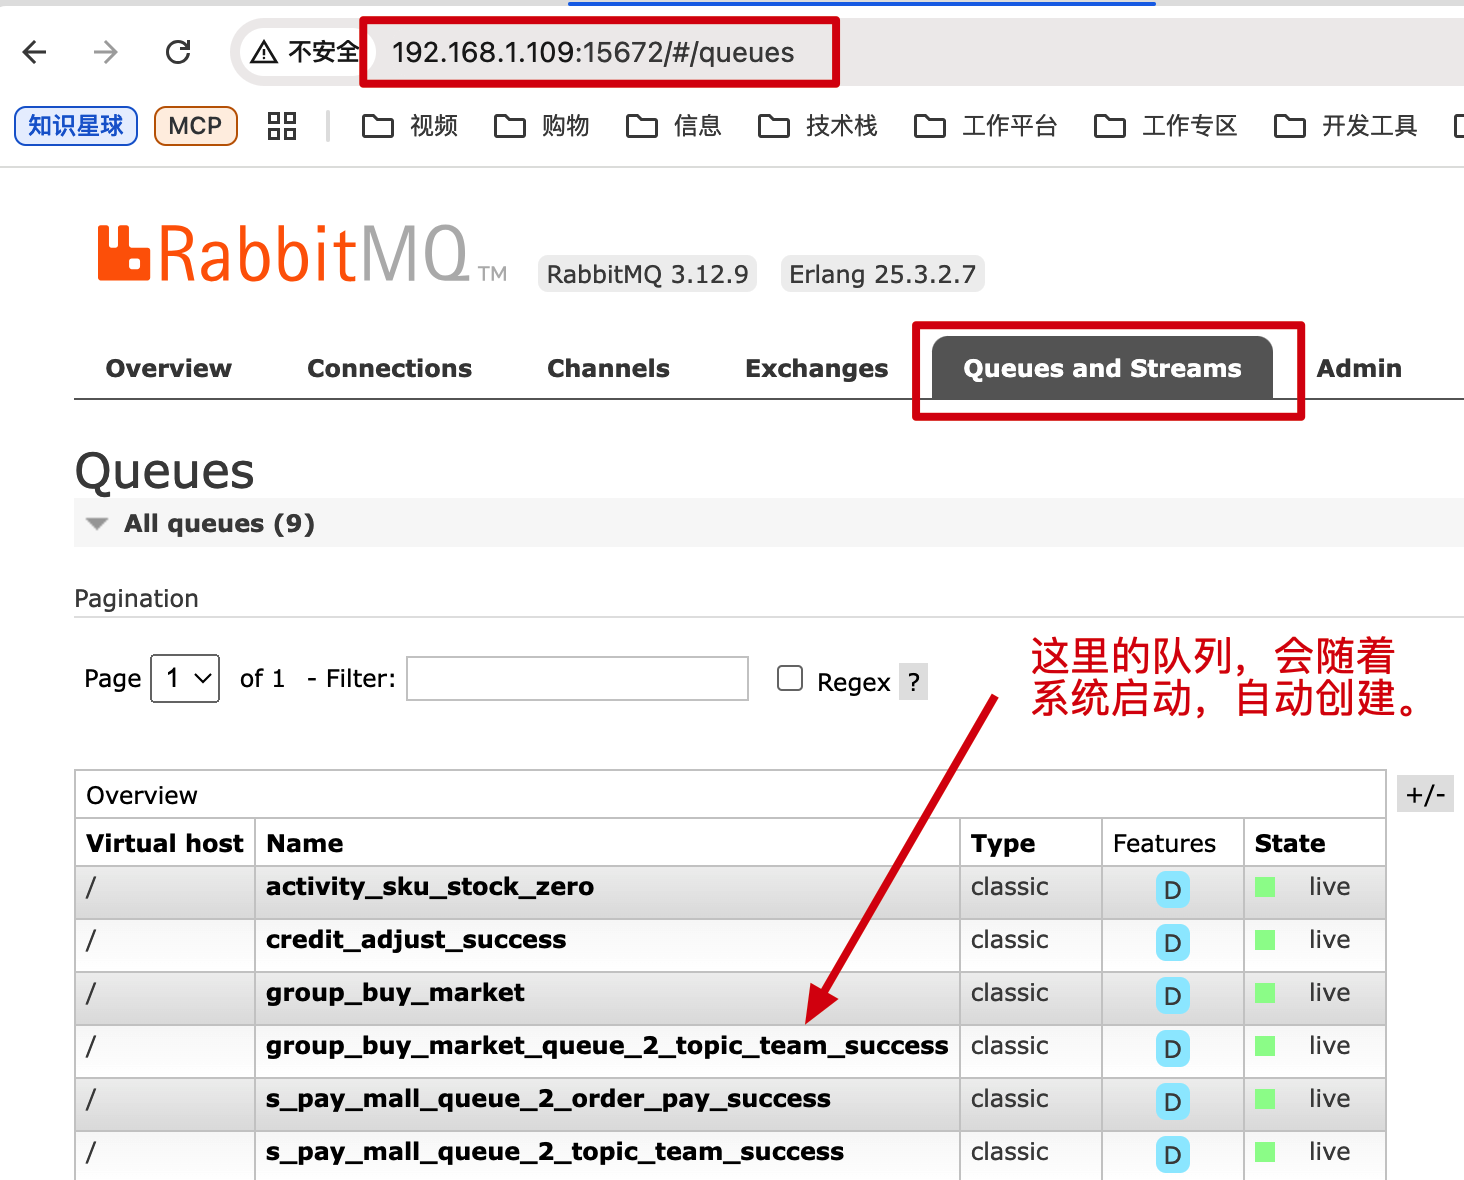 不安全 192.168.1.109:15672/#/queues
知识星球 MCP 视频 购物 信息 技术栈 工作平台 工作专区 开发工具
RabbitMQ TM RabbitMQ 3.12.9 Erlang 25.3.2.7
Overview Connections Channels Exchanges Queues and Streams Admin
Queues
All queues (9)
Pagination
Page 1 of 1 - Filter: Regex ?
这里的队列，会随着
系统启动，自动创建。
Overview +/-
Virtual host Name Type Features State
/ activity_sku_stock_zero classic D live
/ credit_adjust_success classic D live
/ group_buy_market classic D live
/ group_buy_market_queue_2_topic_team_success classic D live
/ s_pay_mall_queue_2_order_pay_success classic D live
/ s_pay_mall_queue_2_topic_team_success classic D live